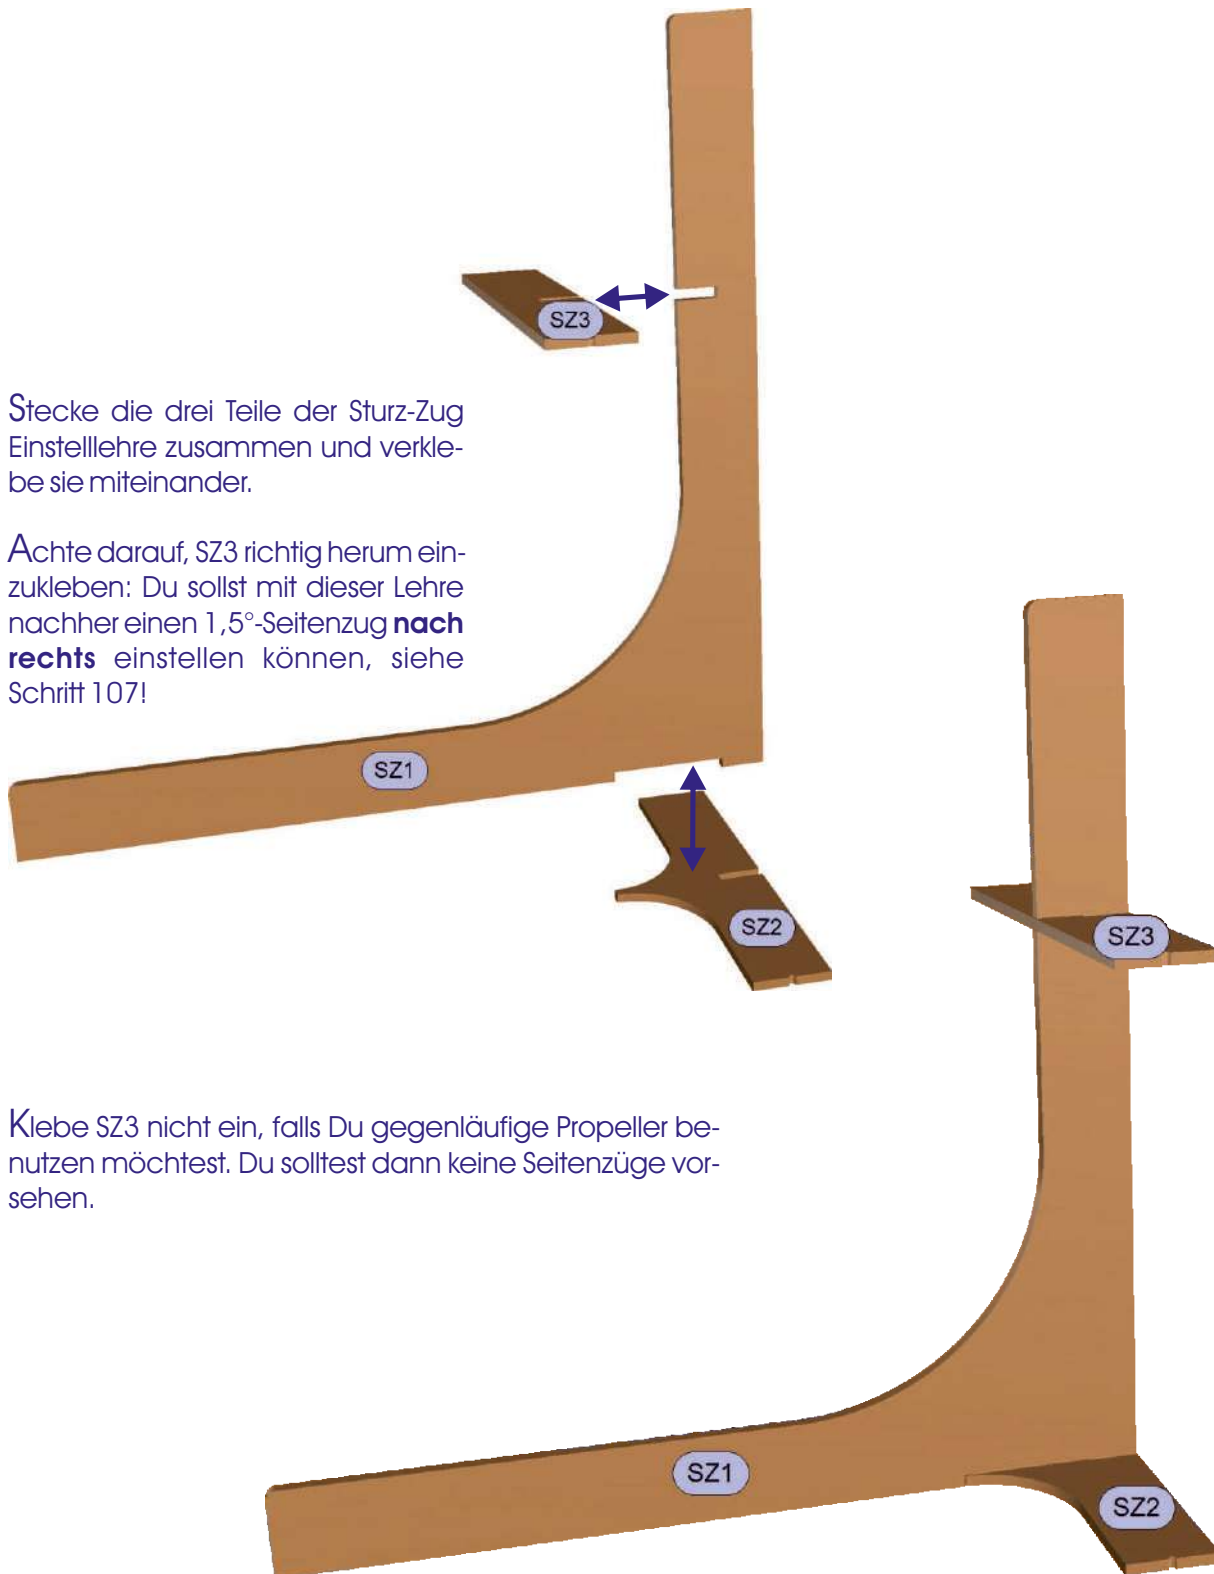 SZ3
Stecke die drei Teile der Sturz-Zug
Einstelllehre zusammen und verkle-
be sie miteinander.
Achte darauf, SZ3 richtig herum ein-
zukleben: Du sollst mit dieser Lehre
nachher einen 1,5°-Seitenzug nach
rechts einstellen können, siehe
Schritt 107!
SZ1
SZ2
SZ3
Klebe SZ3 nicht ein, falls Du gegenläufige Propeller be-
nutzen möchtest. Du solltest dann keine Seitenzüge vor-
sehen.
SZ1
SZ2